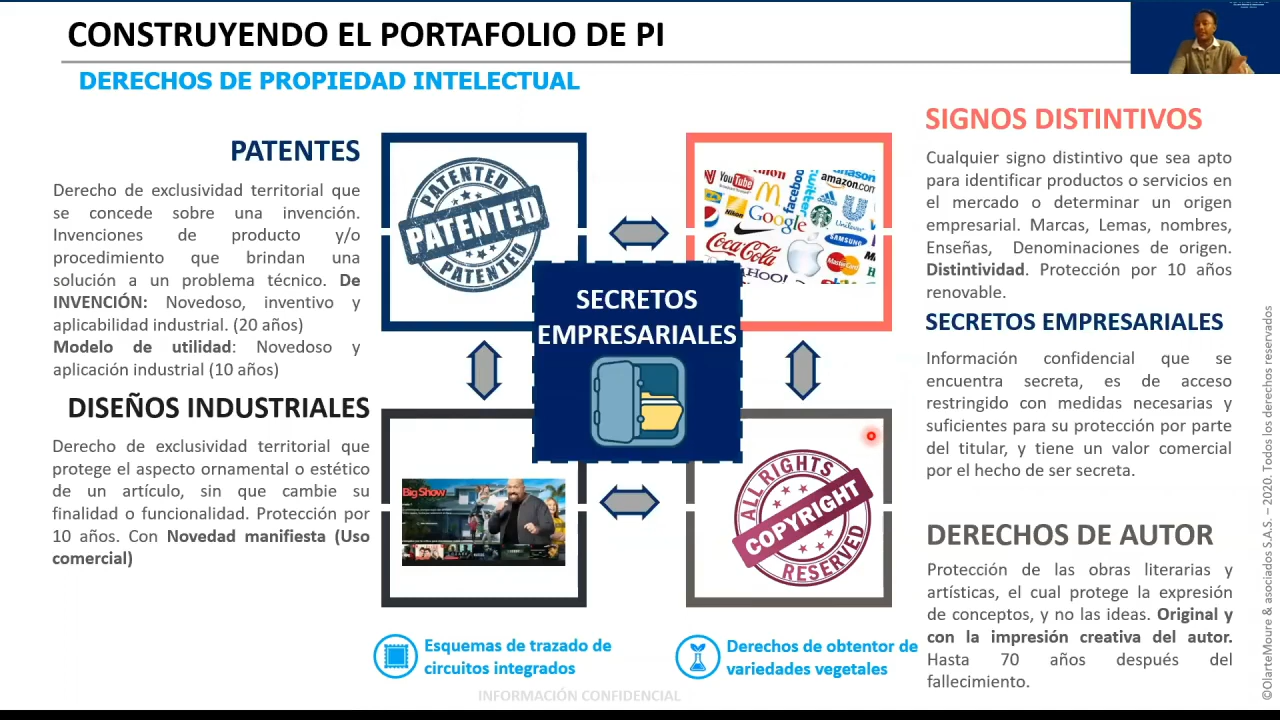 CONSTRUYENDO EL PORTAFOLIO DE PI
DERECHOS DE PROPIEDAD INTELECTUAL
PATENTES
Derecho de exclusividad territorial que
se concede sobre una invención.
Invenciones de producto y/o
procedimiento que brindan una
solución a un problema técnico. De
INVENCIÓN: Novedoso, inventivo y
aplicabilidad industrial. (20 años)
Modelo de utilidad: Novedoso y
aplicación industrial (10 años)
DISEÑOS INDUSTRIALES
Derecho de exclusividad territorial que
protege el aspecto ornamental o estético
de un artículo, sin que cambie su
finalidad o funcionalidad. Protección por
10 años. Con Novedad manifiesta (Uso
comercial)
PATENTED
PATENTED
PATENTED
YouTube
facebook
amazon.com
Nikon
Google
twitter
Unilever
Coca-Cola
SAMSUNG
MasterCard
YAHOO!
SECRETOS
EMPRESARIALES
Big Show
ALL RIGHTS
COPYRIGHT
RESERVED
Esquemas de trazado de
circuitos integrados
Derechos de obtentor de
variedades vegetales
INFORMACIÓN CONFIDENCIAL
SIGNOS DISTINTIVOS
Cualquier signo distintivo que sea apto
para identificar productos o servicios en
el mercado o determinar un origen
empresarial. Marcas, Lemas, nombres,
Enseñas, Denominaciones de origen.
Distintividad. Protección por 10 años
renovable.
SECRETOS EMPRESARIALES
Información confidencial que se
encuentra secreta, es de acceso
restringido con medidas necesarias y
suficientes para su protección por parte
del titular, y tiene un valor comercial
por el hecho de ser secreta.
DERECHOS DE AUTOR
Protección de las obras literarias y
artísticas, el cual protege la expresión
de conceptos, y no las ideas. Original y
con la impresión creativa del autor.
Hasta 70 años después del
fallecimiento.
©OlarteMoure & asociados S.A.S. – 2020. Todos los derechos reservados